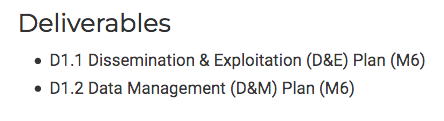 Deliverables
• D1.1 Dissemination & Exploitation (D&E) Plan (M6)
• D1.2 Data Management (D&M) Plan (M6)